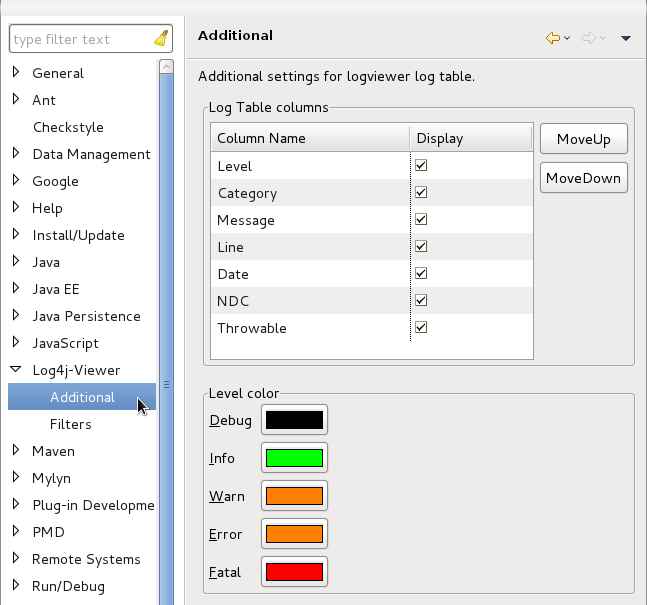 type filter text
General
Ant
Checkstyle
Data Management
Google
Help
Install/Update
Java
Java EE
Java Persistence
JavaScript
Log4j-Viewer
Additional
Filters
Maven
Mylyn
Plug-in Developme
PMD
Remote Systems
Run/Debug
Additional
Additional settings for logviewer log table.
Log Table columns
Column Name Display
Level
Category
Message
Line
Date
NDC
Throwable
MoveUp
MoveDown
Level color
Debug
Info
Warn
Error
Fatal